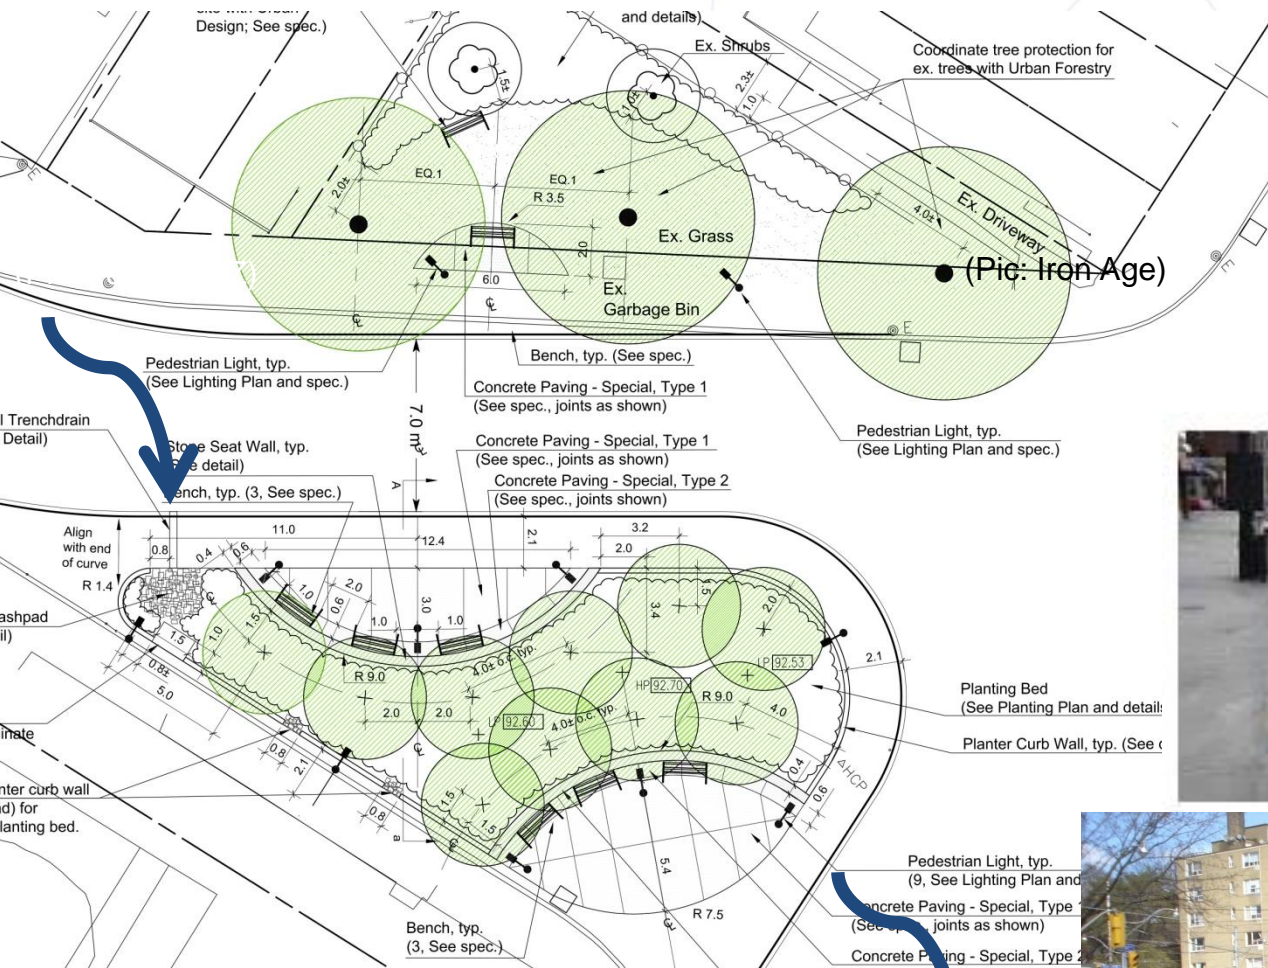 Design; See spec.)
and details)
Ex. Shrubs
Coordinate tree protection for
ex. trees with Urban Forestry
1.5±
2.3±
1.0
E
2.0±
EQ.1
EQ.1
R 3.5
4.0±
Ex. Driveway
Ex. Grass
2.0
(Pic: Iron Age)
E
6.0
Ex.
Garbage Bin
E
Bench, typ. (See spec.)
Pedestrian Light, typ.
(See Lighting Plan and spec.)
Concrete Paving - Special, Type 1
(See spec., joints as shown)
7.0 m
l Trenchdrain
Detail)
Pedestrian Light, typ.
(See Lighting Plan and spec.)
Stone Seat Wall, typ.
detail)
Concrete Paving - Special, Type 1
(See spec., joints as shown)
Concrete Paving - Special, Type 2
(See spec., joints as shown)
ench, typ. (3, See spec.)
A
Align
with end
of curve
11.0
12.4
2.1
3.2
2.0
0.8
0.4
0.6
R 1.4
1.0
2.0
0.6
3.0
3.4
1.5
2.0
ashpad
il)
1.5
1.0
1.5
1.0
1.0
4.0± o.c. typ.
LP 92.53
2.1
0.8±
5.0
R 9.0
HP 92.70
R 9.0
4.0
2.0
2.0
LP 92.60
4.0± o.c. typ.
Planting Bed
(See Planting Plan and details
Planter Curb Wall, typ. (See
inate
0.8
2.1
0.4
HCP
0.6
nter curb wall
d) for
lanting bed.
0.8
1.5
1.5
a
5.4
Pedestrian Light, typ.
(9, See Lighting Plan and
R 7.5
oncrete Paving - Special, Type
(See joints as shown)
Bench, typ.
(3, See spec.)
Concrete Paving - Special, Type 2